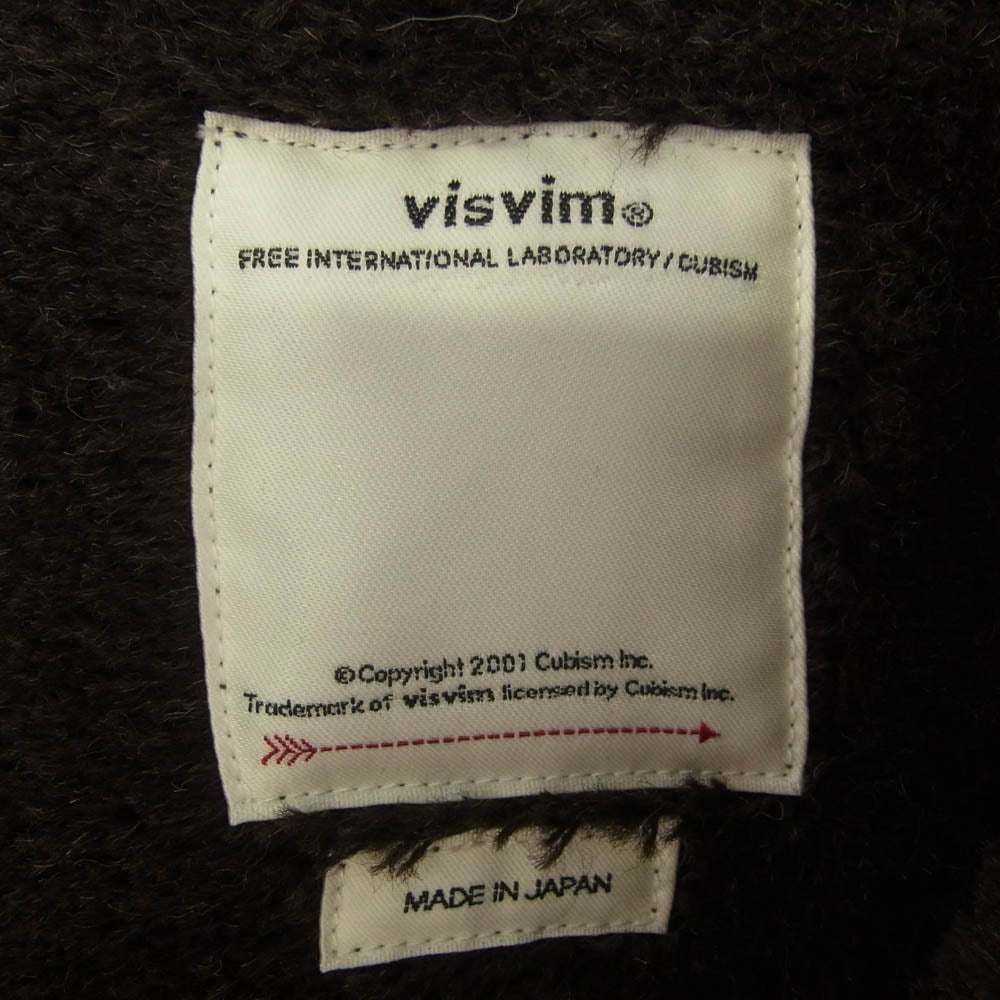 visvim®
FREE INTERNATIONAL LABORATORY / CUBISM
©Copyright 2001 Cubism Inc.
Trademark of visvim licensed by Cubism Inc.
MADE IN JAPAN